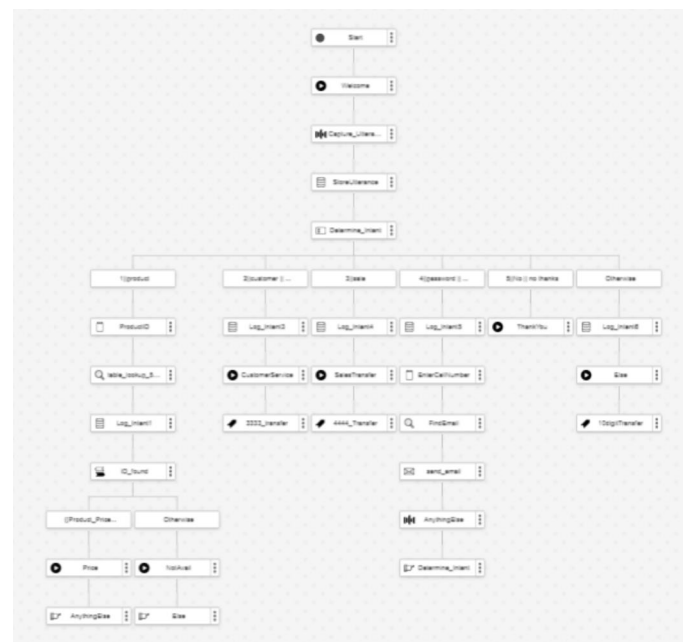 Start
Welcome
Capture_Uttera...
StoreUtterance
Determine_Intent
1||product
2||customer || ...
3||sale
4||password || ...
5||No || no thanks
Otherwise
ProductID
Log_Intent3
Log_Intent4
Log_Intent5
ThankYou
Log_Intent6
table_lookup_5...
CustomerService
SalesTransfer
EnterCellNumber
Else
Log_Intent1
3333_transfer
4444_Transfer
FindEmail
10digitTransfer
ID_found
send_email
((Product_Price...
Otherwise
AnythingElse
Price
NotAvail
Determine_Intent
AnythingElse
Else